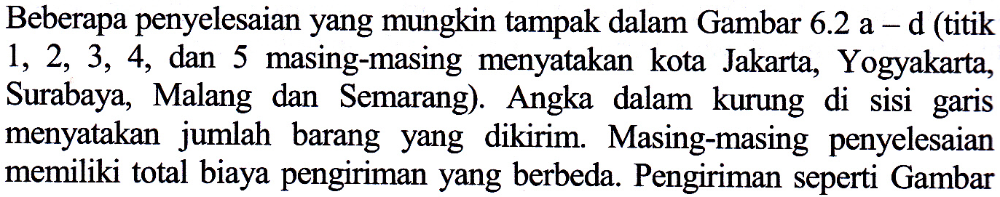 Beberapa penyelesaian yang mungkin tampak dalam Gambar 6.2 a – d (titik
1, 2, 3, 4, dan 5 masing-masing menyatakan kota Jakarta, Yogyakarta,
Surabaya, Malang dan Semarang). Angka dalam kurung di sisi garis
menyatakan jumlah barang yang dikirim. Masing-masing penyelesaian
memiliki total biaya pengiriman yang berbeda. Pengiriman seperti Gambar